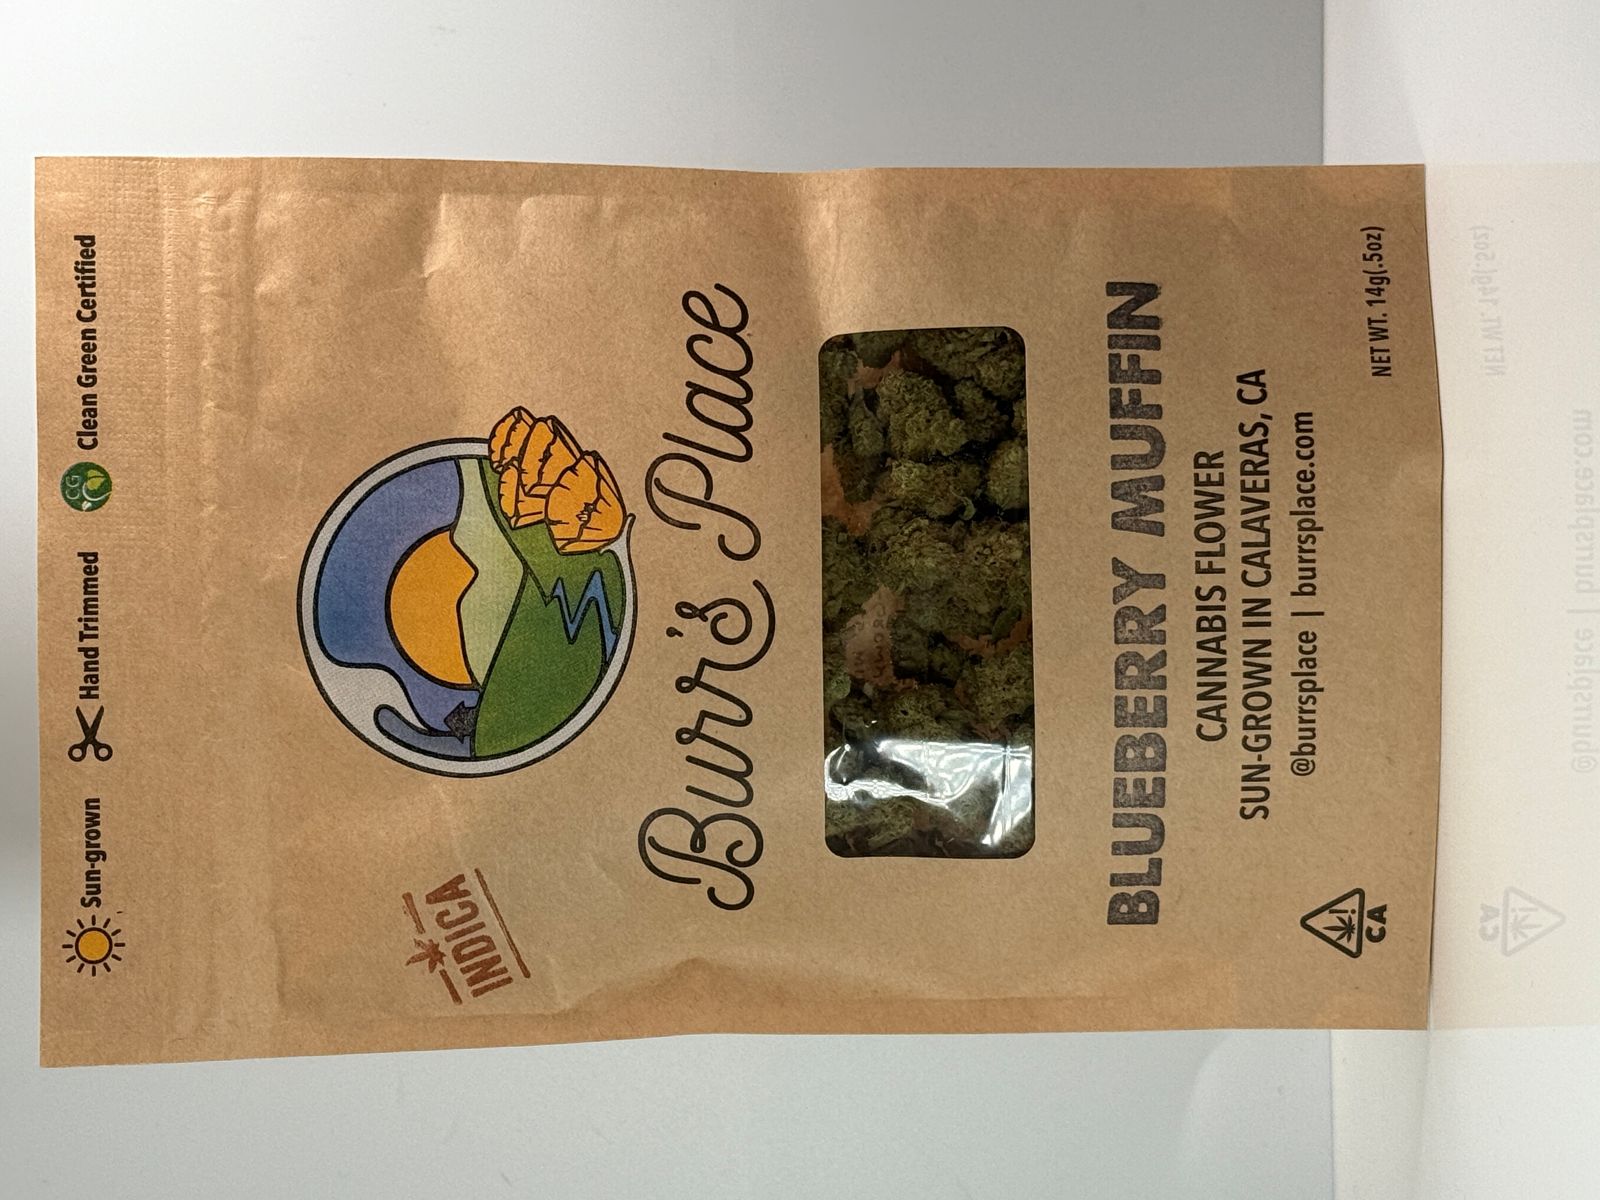 Sun-grown
Hand Trimmed
CG
Clean Green Certified
INDICA
Burr's Place
BLUEBERRY MUFFIN
CANNABIS FLOWER
SUN-GROWN IN CALAVERAS, CA
@burrsplace | burrsplace.com
!
CA
NET WT. 14g(.5oz)